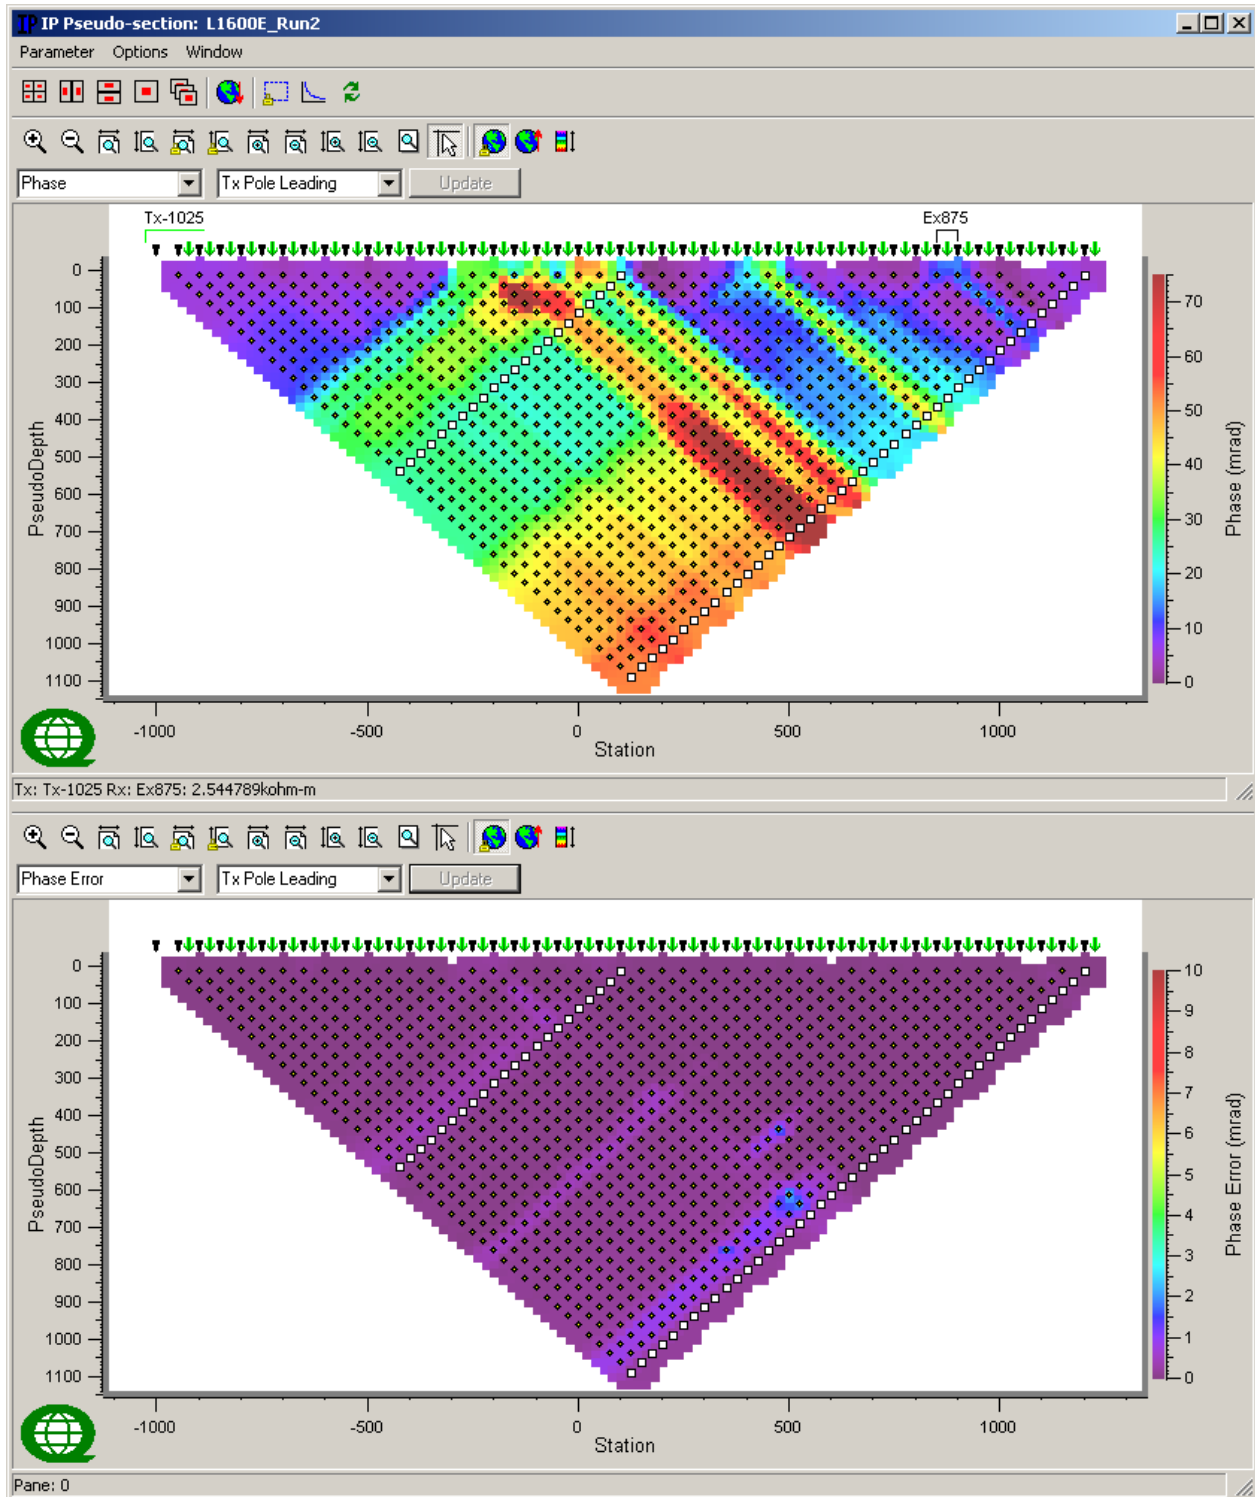 IP IP Pseudo-section: L1600E_Run2
Parameter Options Window
Phase Tx Pole Leading Update
Tx-1025 Ex875
0
100
200
300
400
500
600
700
800
900
1000
1100
PseudoDepth
-1000 -500 0 500 1000
Station
70
60
50
40
30
20
10
0
Phase (mrad)
Tx: Tx-1025 Rx: Ex875: 2.544789kohm-m
Phase Error Tx Pole Leading Update
0
100
200
300
400
500
600
700
800
900
1000
1100
PseudoDepth
-1000 -500 0 500 1000
Station
10
9
8
7
6
5
4
3
2
1
0
Phase Error (mrad)
Pane: 0